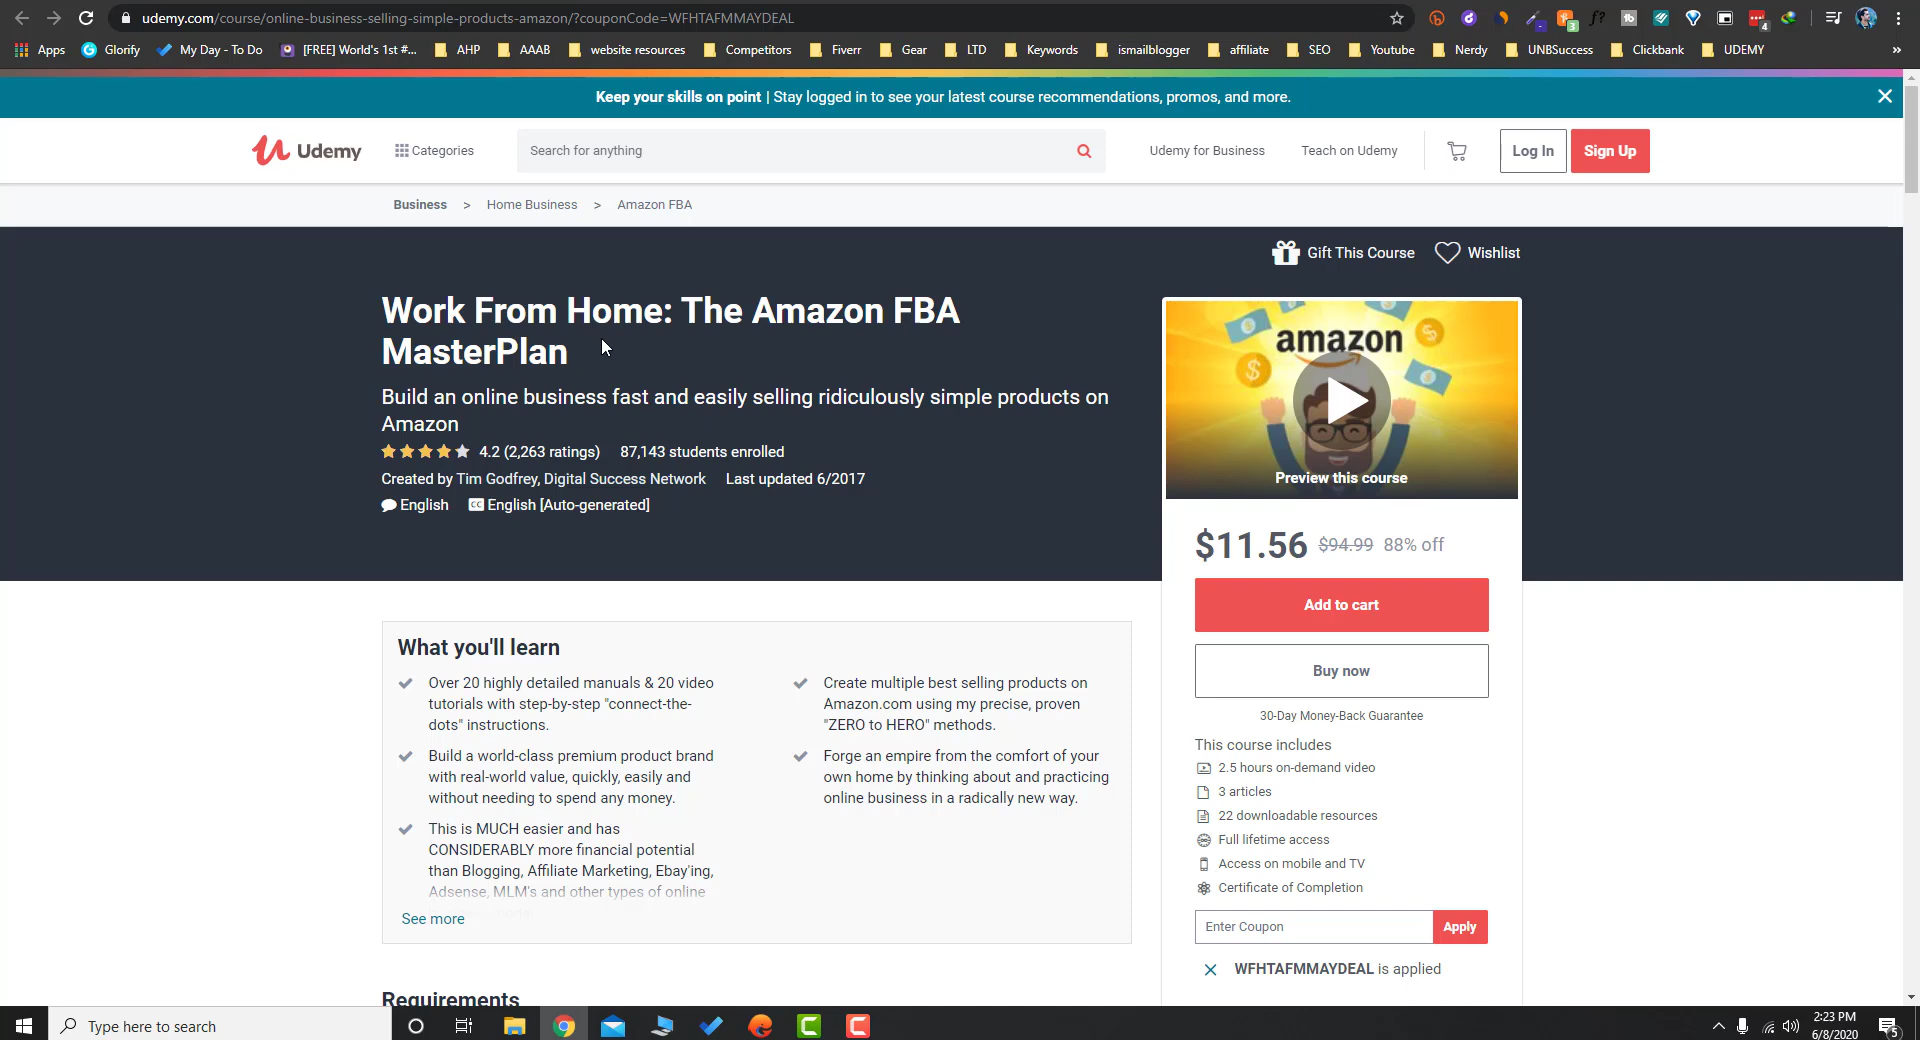 udemy.com/course/online-business-selling-simple-products-amazon/?couponCode=WFHTAFMMAYDEAL
Apps Glorify My Day - To Do [FREE] World's 1st #... AHP AAAB website resources Competitors Fiverr Gear LTD Keywords ismailblogger affiliate SEO Youtube Nerdy UNBSuccess Clickbank UDEMY »
Keep your skills on point | Stay logged in to see your latest course recommendations, promos, and more.
Udemy Categories Search for anything Udemy for Business Teach on Udemy Log In Sign Up
Business > Home Business > Amazon FBA
Gift This Course Wishlist
Work From Home: The Amazon FBA
MasterPlan
Build an online business fast and easily selling ridiculously simple products on
Amazon
4.2 (2,263 ratings) 87,143 students enrolled
Created by Tim Godfrey, Digital Success Network Last updated 6/2017
English CC English [Auto-generated]
amazon
Preview this course
$11.56 $94.99 88% off
Add to cart
Buy now
30-Day Money-Back Guarantee
This course includes
2.5 hours on-demand video
3 articles
22 downloadable resources
Full lifetime access
Access on mobile and TV
Certificate of Completion
Enter Coupon Apply
WFHTAFMMAYDEAL is applied
What you'll learn
Over 20 highly detailed manuals & 20 video
tutorials with step-by-step "connect-the-
dots" instructions.
Build a world-class premium product brand
with real-world value, quickly, easily and
without needing to spend any money.
This is MUCH easier and has
CONSIDERABLY more financial potential
than Blogging, Affiliate Marketing, Ebay'ing,
Adsense, MLM's and other types of online
Create multiple best selling products on
Amazon.com using my precise, proven
"ZERO to HERO" methods.
Forge an empire from the comfort of your
own home by thinking about and practicing
online business in a radically new way.
See more
Requirements
Type here to search
2:23 PM
6/8/2020
5